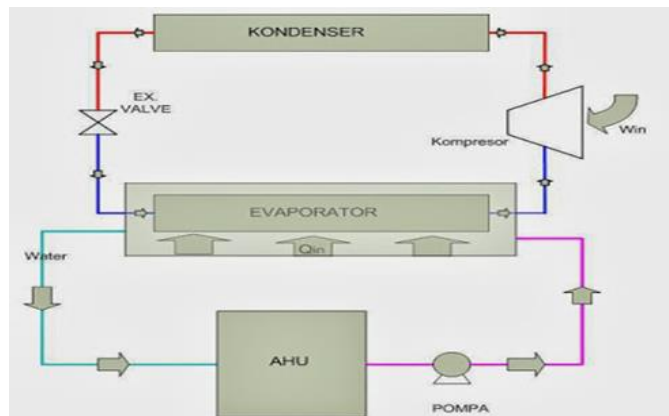 KONDENSER
EX.
VALVE
Kompresor
Win
EVAPORATOR
Qin
Water
AHU
POMPA